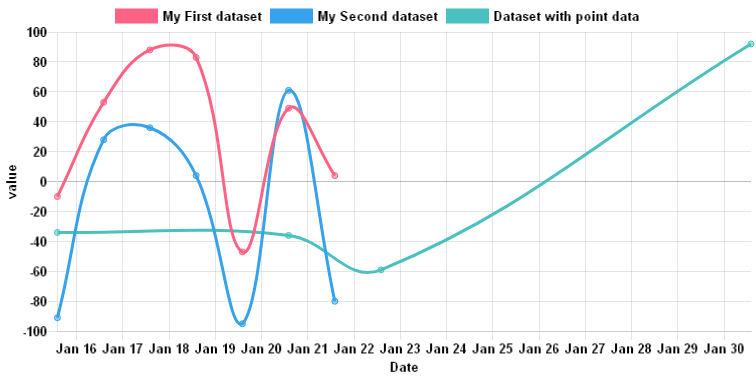 My First dataset My Second dataset Dataset with point data
100
80
60
40
20
0
-20
-40
-60
-80
-100
value
Jan 16 Jan 17 Jan 18 Jan 19 Jan 20 Jan 21 Jan 22 Jan 23 Jan 24 Jan 25 Jan 26 Jan 27 Jan 28 Jan 29 Jan 30
Date